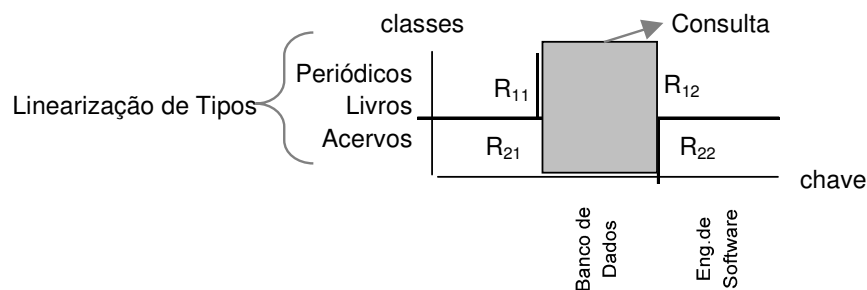 classes
Consulta
Periódicos
Linearização de Tipos
Livros
Acervos
R11
R12
R21
R22
chave
Banco de
Dados
Eng.de
Software